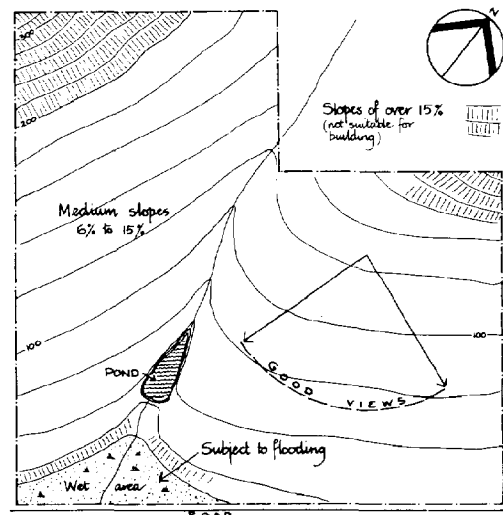 N
300
200
Slopes of over 15%
(not suitable for
building)
Medium slopes
6% to 15%
100
100
POND
GOOD
VIEWS
Subject to flooding
Wet area
ROAD